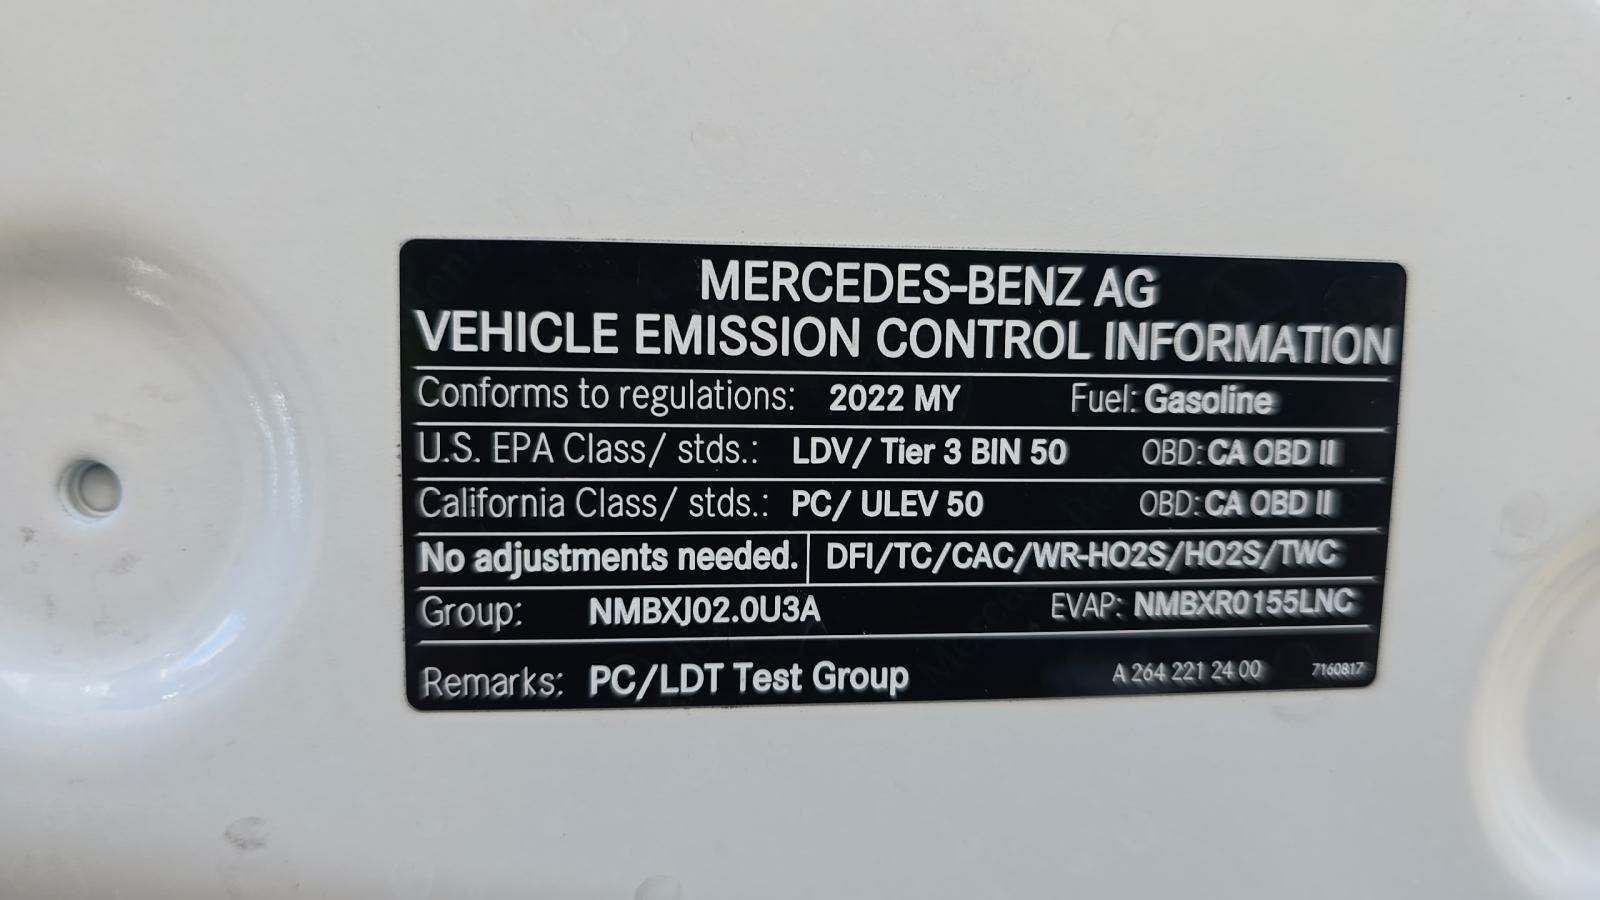 MERCEDES-BENZ AG
VEHICLE EMISSION CONTROL INFORMATION
Conforms to regulations: 2022 MY Fuel: Gasoline
U.S. EPA Class/ stds.: LDV/ Tier 3 BIN 50 OBD: CA OBD II
California Class/ stds.: PC/ ULEV 50 OBD: CA OBD II
No adjustments needed. DFI/TC/CAC/WR-HO2S/HO2S/TWC
Group: NMBXJ02.0U3A EVAP: NMBXR0155LNC
Remarks: PC/LDT Test Group A 264 221 24 00 7160817